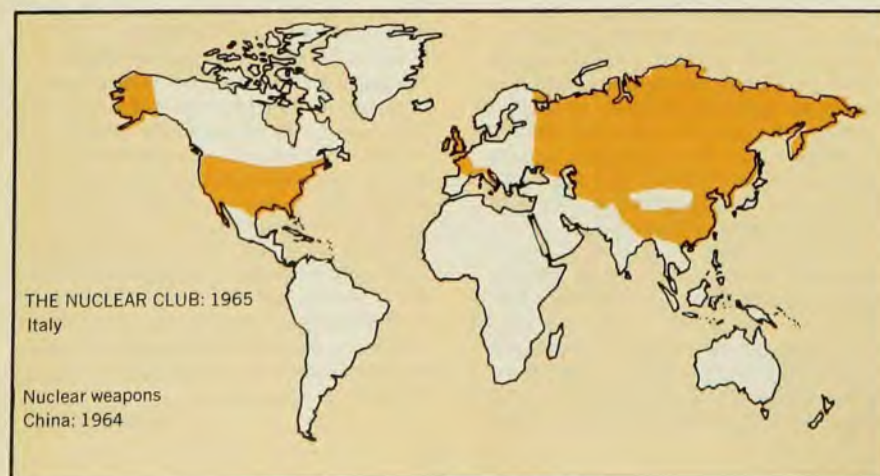 THE NUCLEAR CLUB: 1965
Italy
Nuclear weapons
China: 1964